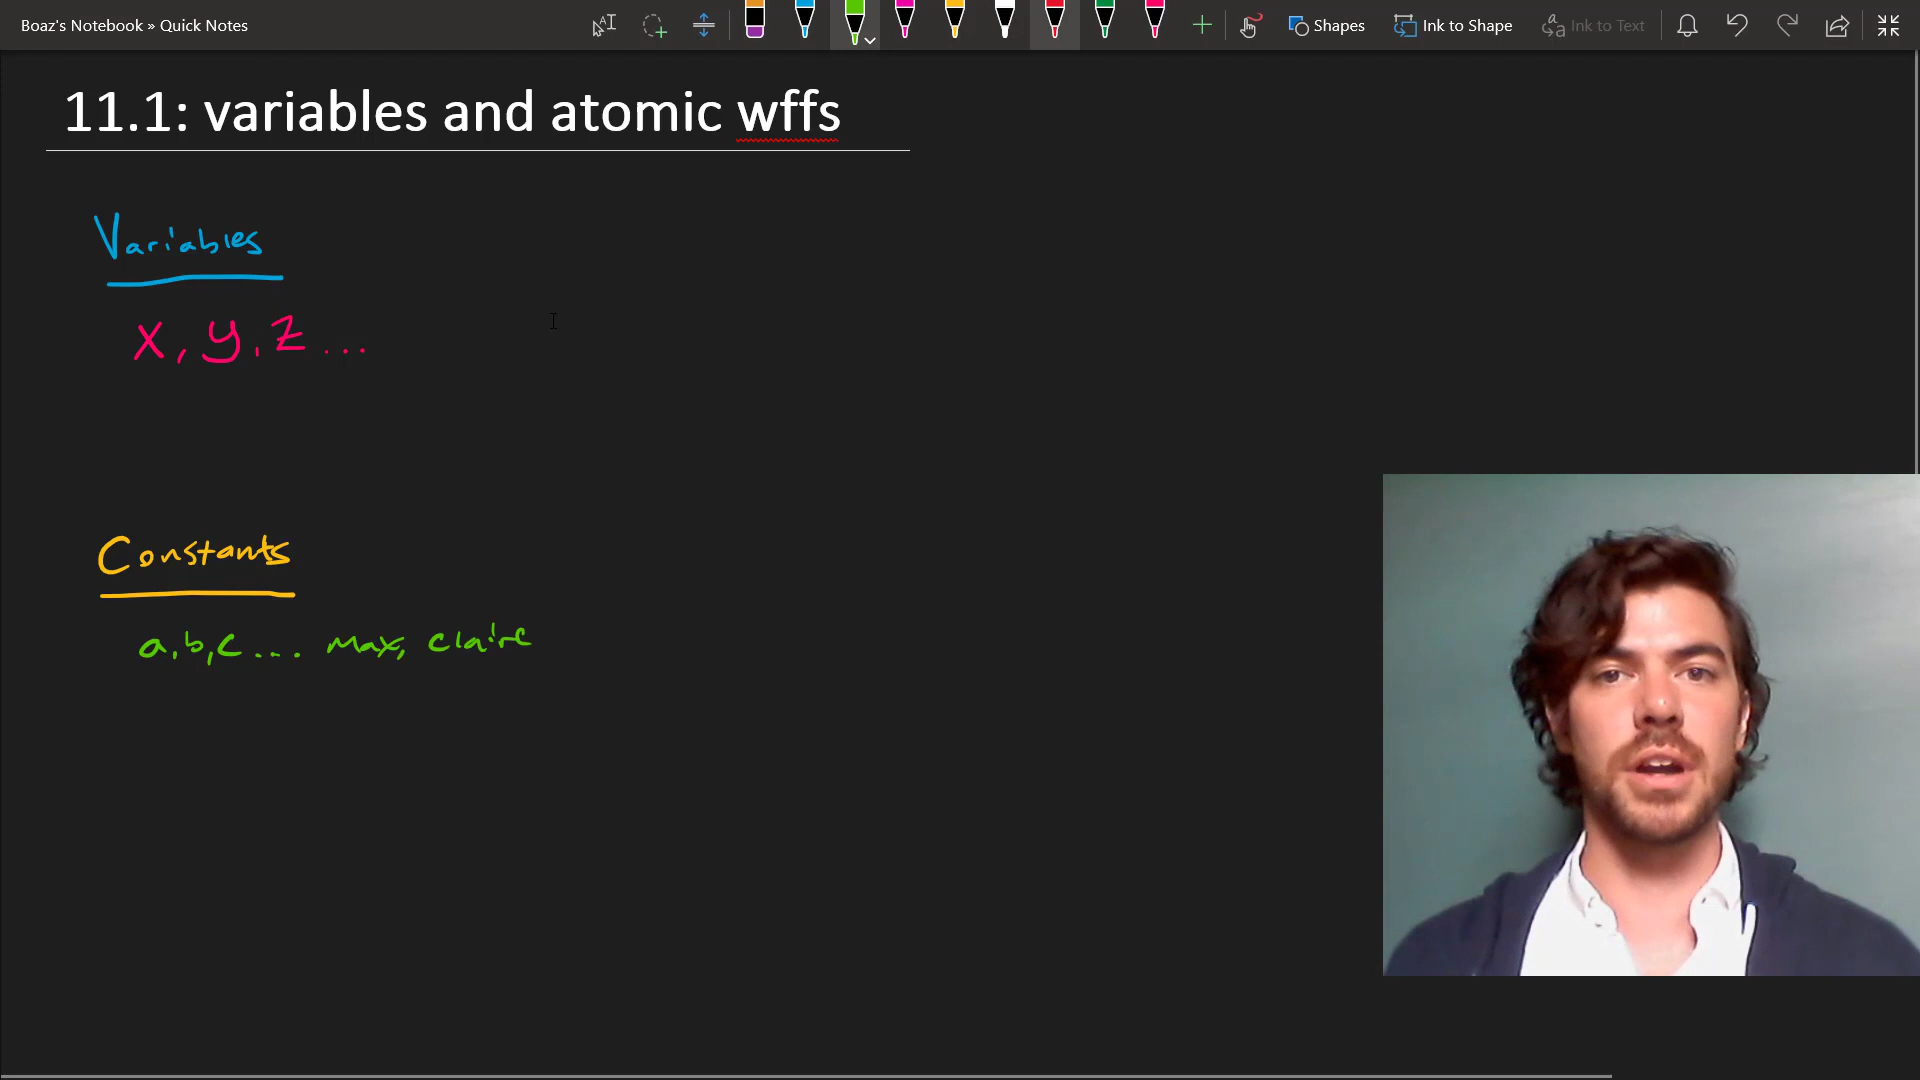 Boaz's Notebook » Quick Notes
Shapes
Ink to Shape
Ink to Text
11.1: variables and atomic wffs
Variables
x, y, z ...
Constants
a, b, c ... max, claire